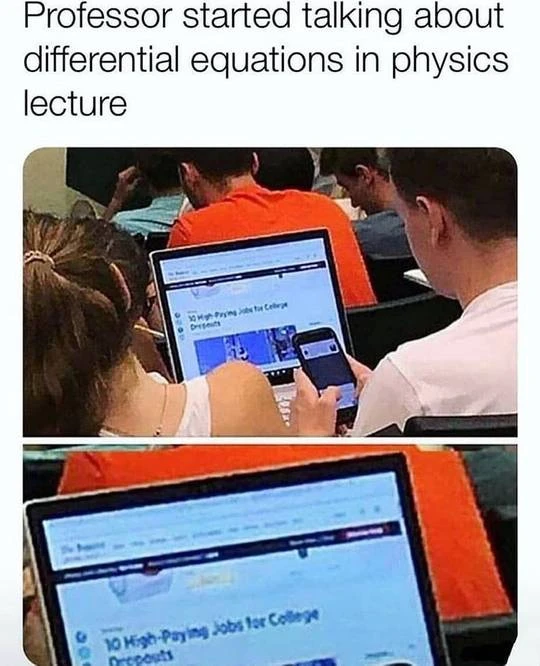 Professor started talking about
differential equations in physics
lecture
10 High-Paying Jobs for College
Dropouts
10 High-Paying Jobs for College
Dropouts